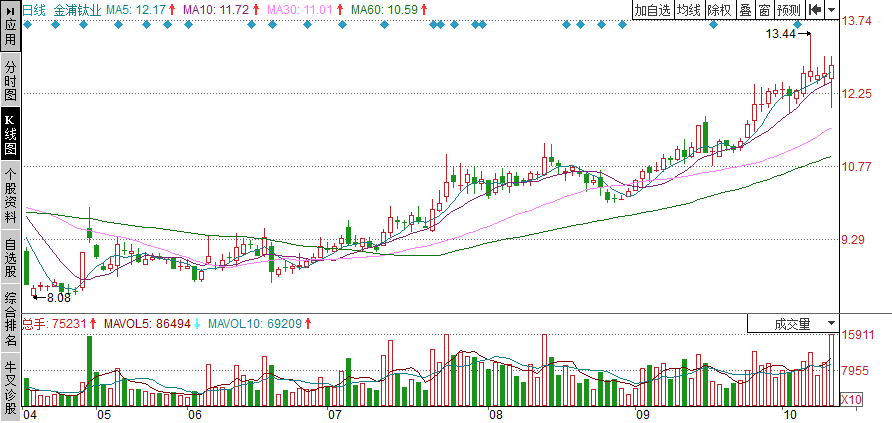 应用
分时图
K线图
个股资料
自选股
综合排名
牛叉诊股
日线 金浦钛业 MA5: 12.17↑ MA10: 11.72↑ MA30: 11.01↑ MA60: 10.59↑
加自选 均线 除权 叠 窗 预测
13.74
13.44
12.25
10.77
9.29
8.08
总手: 75231↑ MAVOL5: 86494↓ MAVOL10: 69209↑
成交量
15911
7955
X10
04 05 06 07 08 09 10